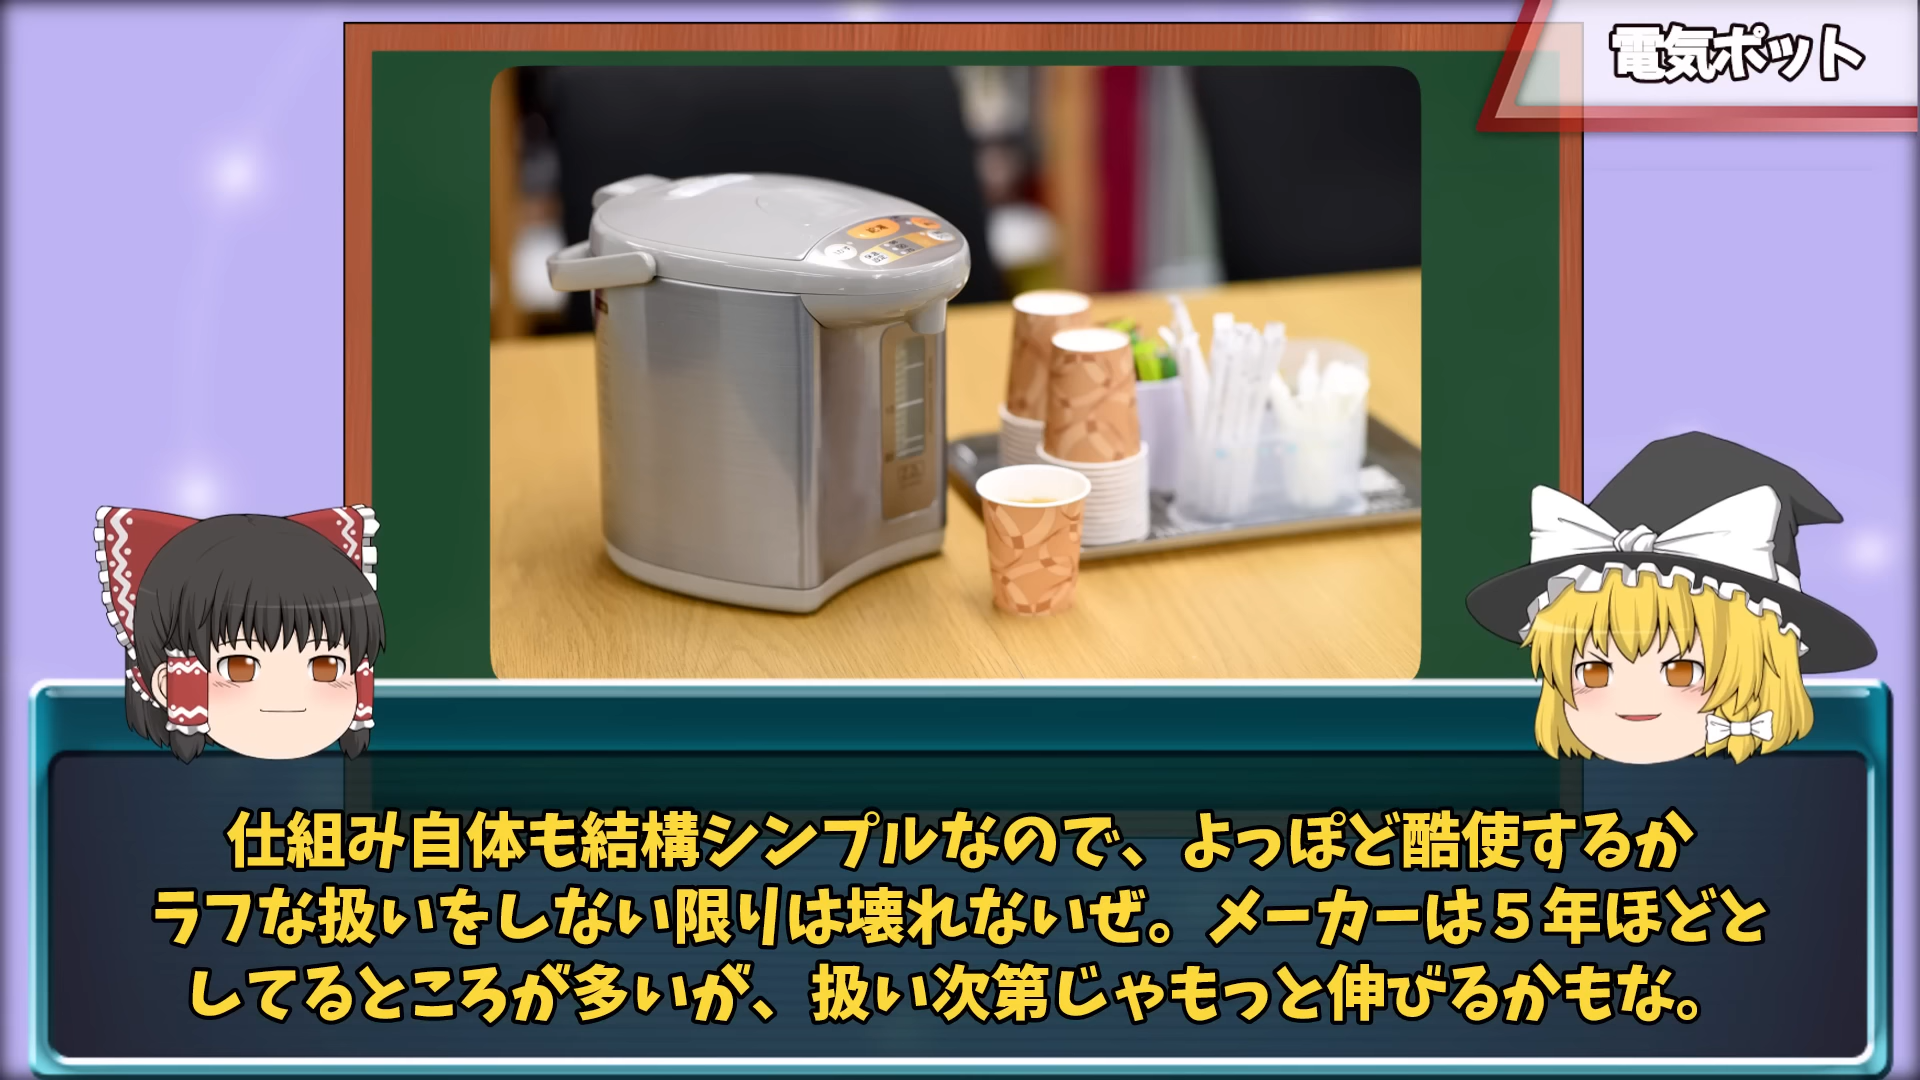 電気ポット
仕組み自体も結構シンプルなので、よっぽど酷使するか
ラフな扱いをしない限りは壊れないぜ。メーカーは５年ほどと
してるところが多いが、扱い次第じゃもっと伸びるかもな。